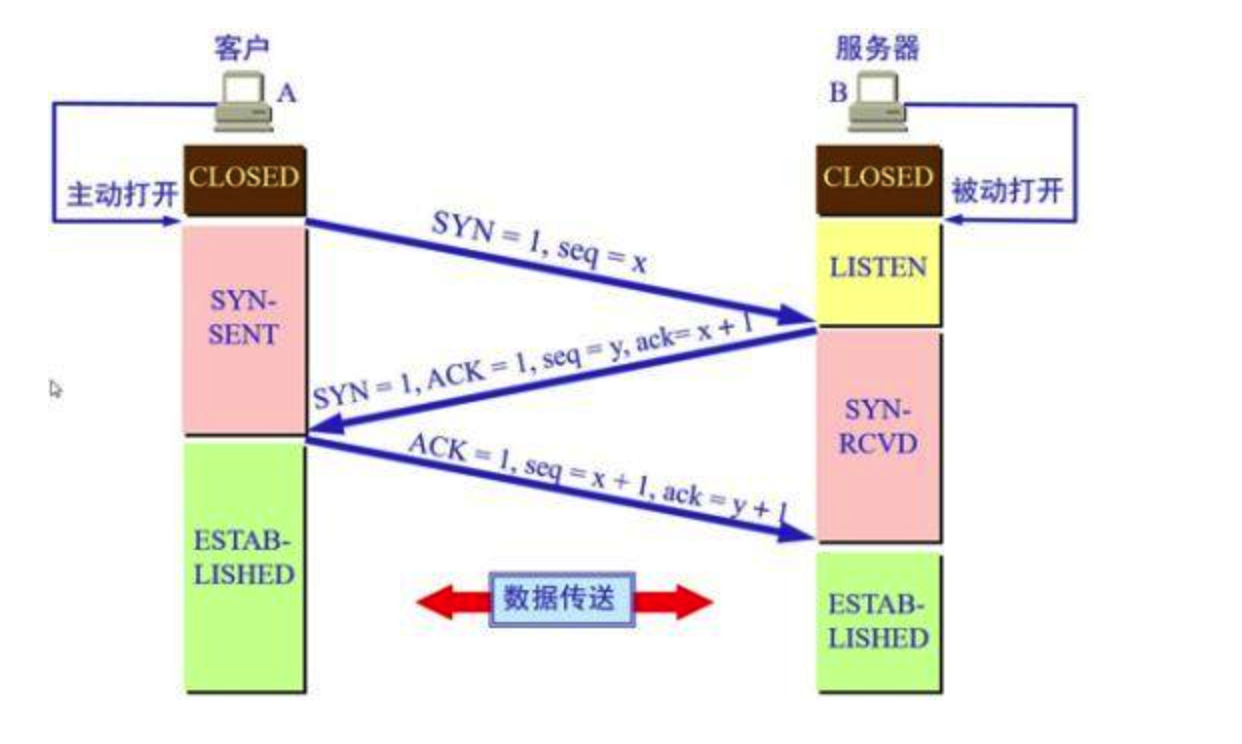 客户
服务器
A
B
CLOSED
CLOSED
主动打开
被动打开
SYN = 1, seq = x
LISTEN
SYN-
SENT
SYN = 1, ACK = 1, seq = y, ack= x + 1
SYN-
RCVD
ACK = 1, seq = x + 1, ack = y + 1
ESTAB-
LISHED
数据传送
ESTAB-
LISHED